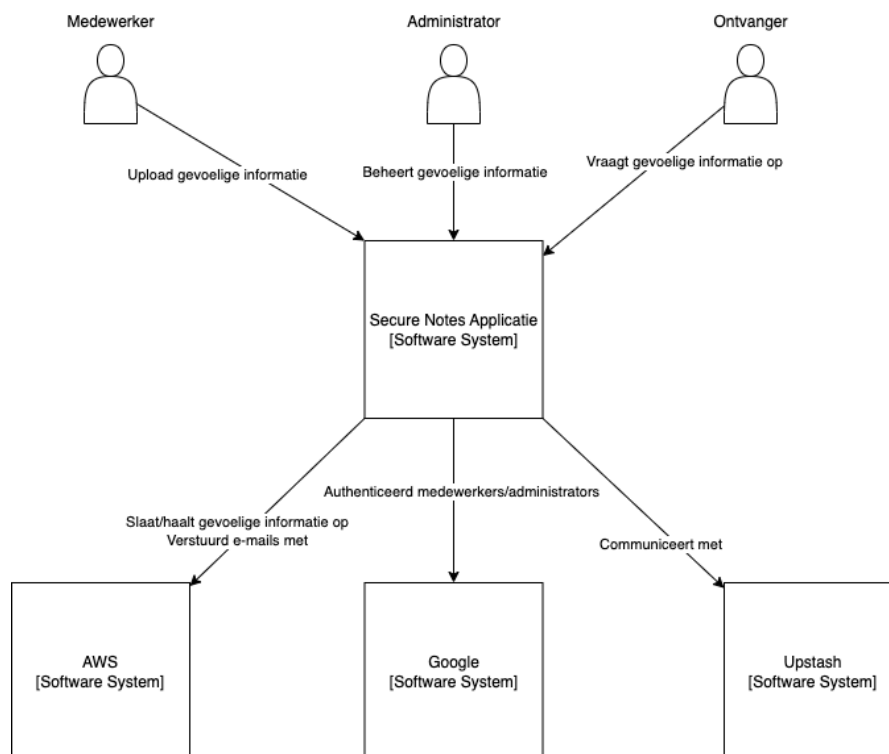 Medewerker
Administrator
Ontvanger
Upload gevoelige informatie
Beheert gevoelige informatie
Vraagt gevoelige informatie op
Secure Notes Applicatie
[Software System]
Slaat/haalt gevoelige informatie op
Verstuurd e-mails met
Authenticeerd medewerkers/administrators
Communiceert met
AWS
[Software System]
Google
[Software System]
Upstash
[Software System]